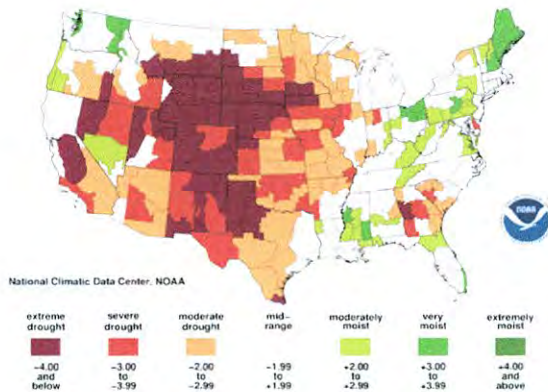 NOAA
National Climatic Data Center, NOAA
extreme drought
severe drought
moderate drought
mid-range
moderately moist
very moist
extremely moist
-4.00 and below
-3.00 to -3.99
-2.00 to -2.99
-1.99 to +1.99
+2.00 to +2.99
+3.00 to +3.99
+4.00 and above